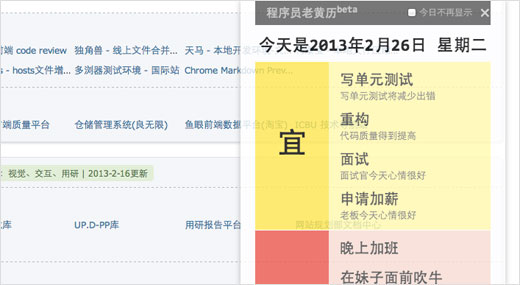 程序员老黄历beta
今日不再显示 ×
今天是2013年2月26日 星期二
前端 code review
独角兽 - 线上文件合并...
天马 - 本地开发
s - hosts文件增...
多浏器测试环境 - 国际站
Chrome Markdown Prev...
端质量平台
仓储管理系统(良无限)
鱼眼前端数据平台(淘宝)
ICBU 技术
: 视觉、交互、用研 | 2013-2-16更新
库
UP.D-PP库
用研报告平台
网站规划部文档中心
宜
写单元测试
写单元测试将减少出错
重构
代码质量得到提高
面试
面试官今天心情很好
申请加薪
老板今天心情很好
晚上加班
在妹子面前吹牛